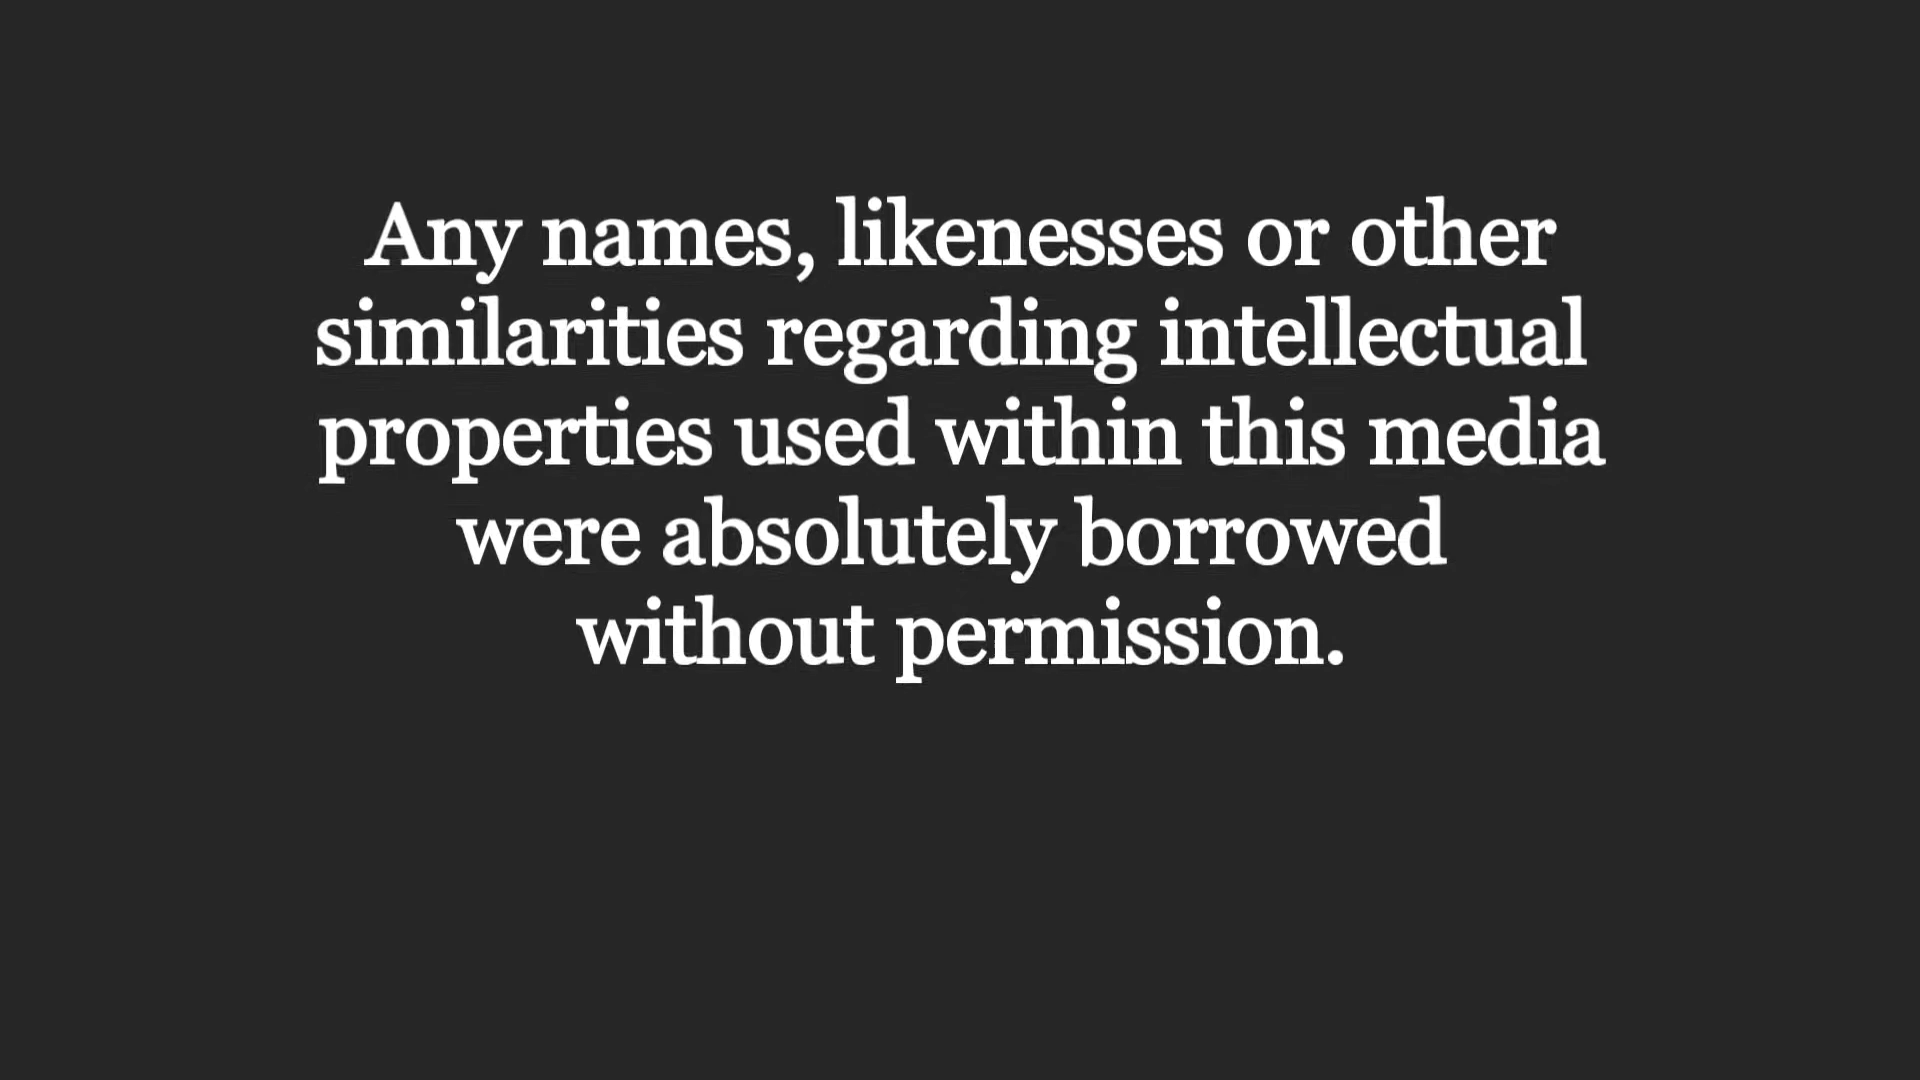 Any names, likenesses or other
similarities regarding intellectual
properties used within this media
were absolutely borrowed
without permission.